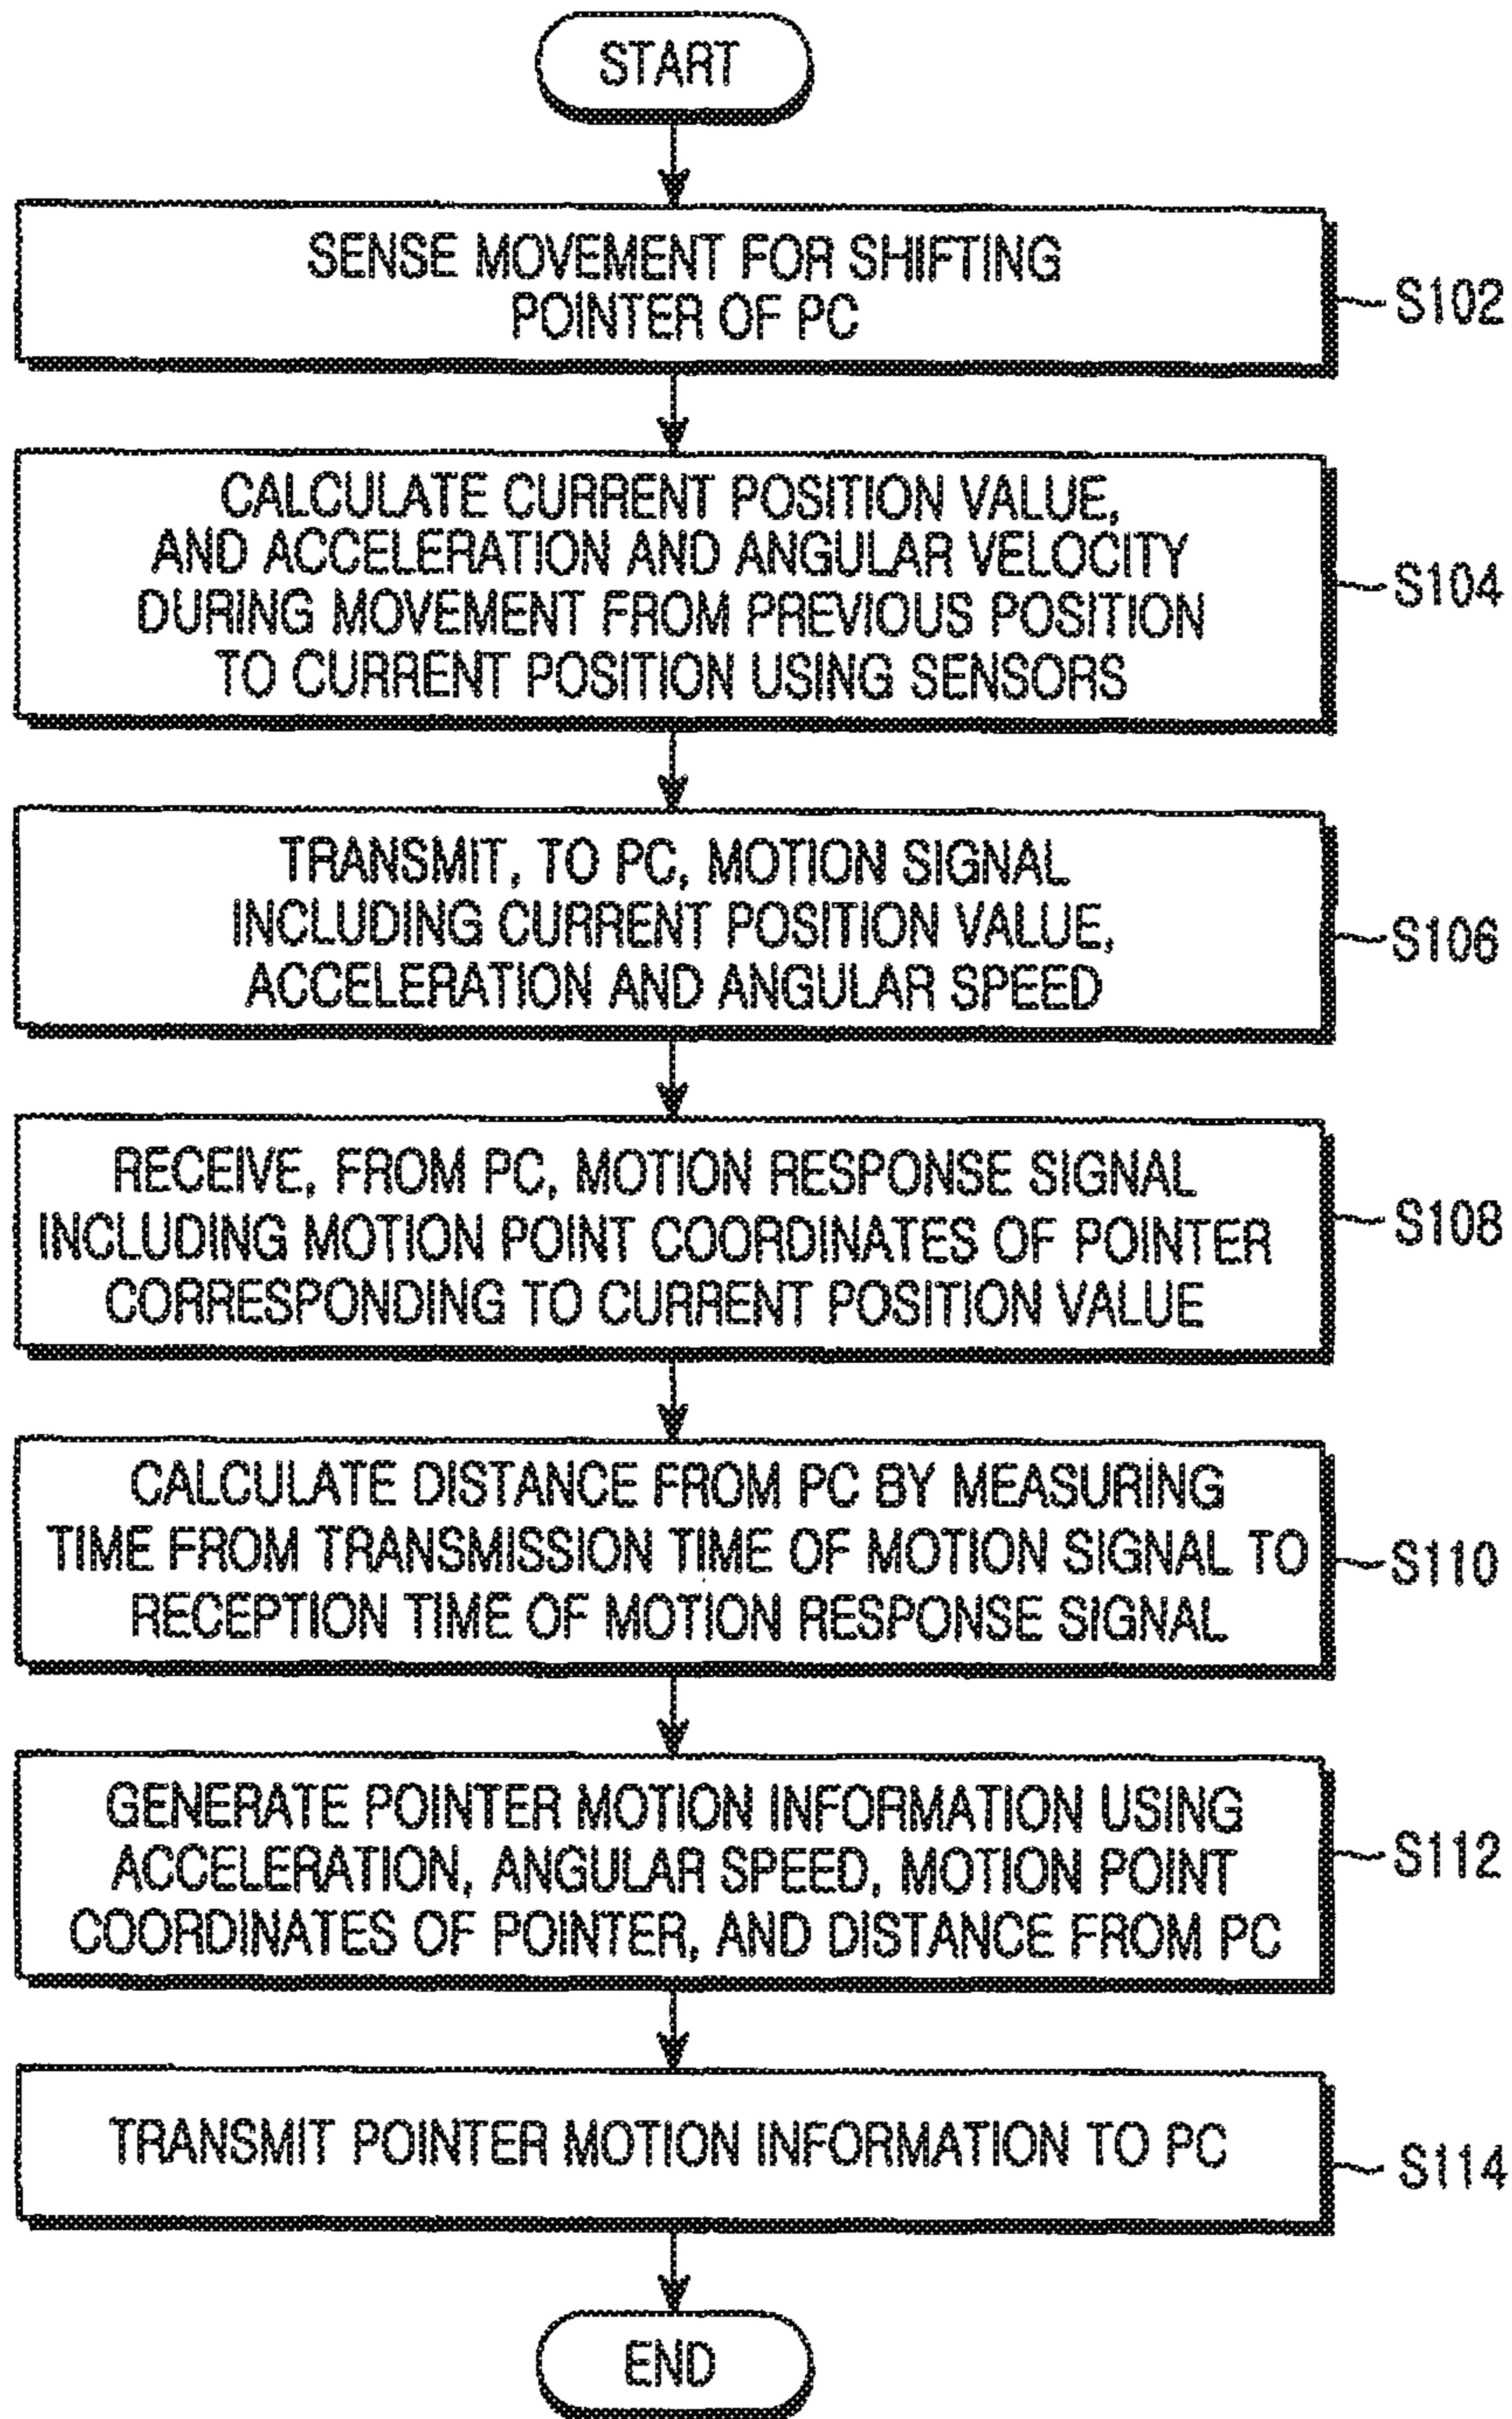 START
SENSE MOVEMENT FOR SHIFTING
POINTER OF PC
S102
CALCULATE CURRENT POSITION VALUE,
AND ACCELERATION AND ANGULAR VELOCITY
DURING MOVEMENT FROM PREVIOUS POSITION
TO CURRENT POSITION USING SENSORS
S104
TRANSMIT, TO PC, MOTION SIGNAL
INCLUDING CURRENT POSITION VALUE,
ACCELERATION AND ANGULAR SPEED
S106
RECEIVE, FROM PC, MOTION RESPONSE SIGNAL
INCLUDING MOTION POINT COORDINATES OF POINTER
CORRESPONDING TO CURRENT POSITION VALUE
S108
CALCULATE DISTANCE FROM PC BY MEASURING
TIME FROM TRANSMISSION TIME OF MOTION SIGNAL TO
RECEPTION TIME OF MOTION RESPONSE SIGNAL
S110
GENERATE POINTER MOTION INFORMATION USING
ACCELERATION, ANGULAR SPEED, MOTION POINT
COORDINATES OF POINTER, AND DISTANCE FROM PC
S112
TRANSMIT POINTER MOTION INFORMATION TO PC
S114
END